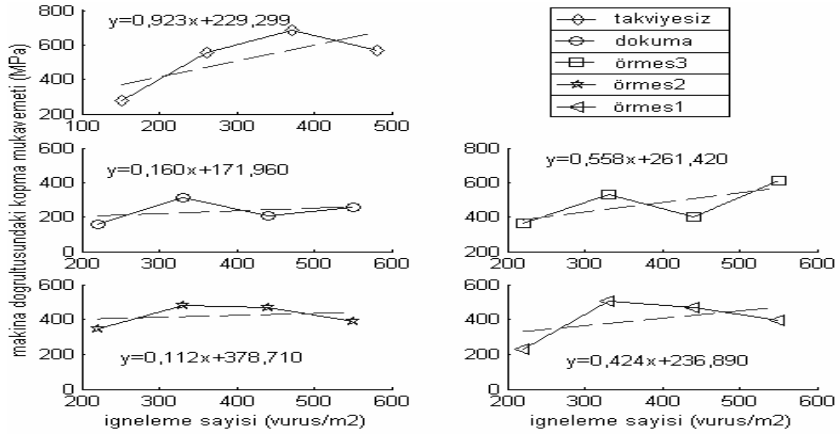 makina dogrultusundaki kopma mukavemeti (MPa)
800
600
400
200
100 200 300 400 500
y=0,923x+229,299
takviyesiz
dokuma
örmes3
örmes2
örmes1
600
400
200
0
200 300 400 500 600
y=0,160x+171,960
800
600
400
200
200 300 400 500 600
y=0,558x+261,420
600
400
200
0
200 300 400 500 600
y=0,112x+378,710
igneleme sayisi (vurus/m2)
600
400
200
0
200 300 400 500 600
y=0,424x+236,890
igneleme sayisi (vurus/m2)